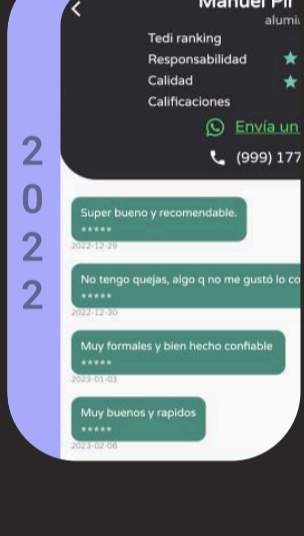 Manuel
alumi
Tedi ranking
Responsabilidad
Calidad
Calificaciones
Envía un
(999) 177
2
0
2
2
Super bueno y recomendable.
*****
2022-12-29
No tengo quejas, algo q no me gustó lo co
*****
2022-12-30
Muy formales y bien hecho confiable
*****
2023-01-03
Muy buenos y rapidos
*****
2023-02-08